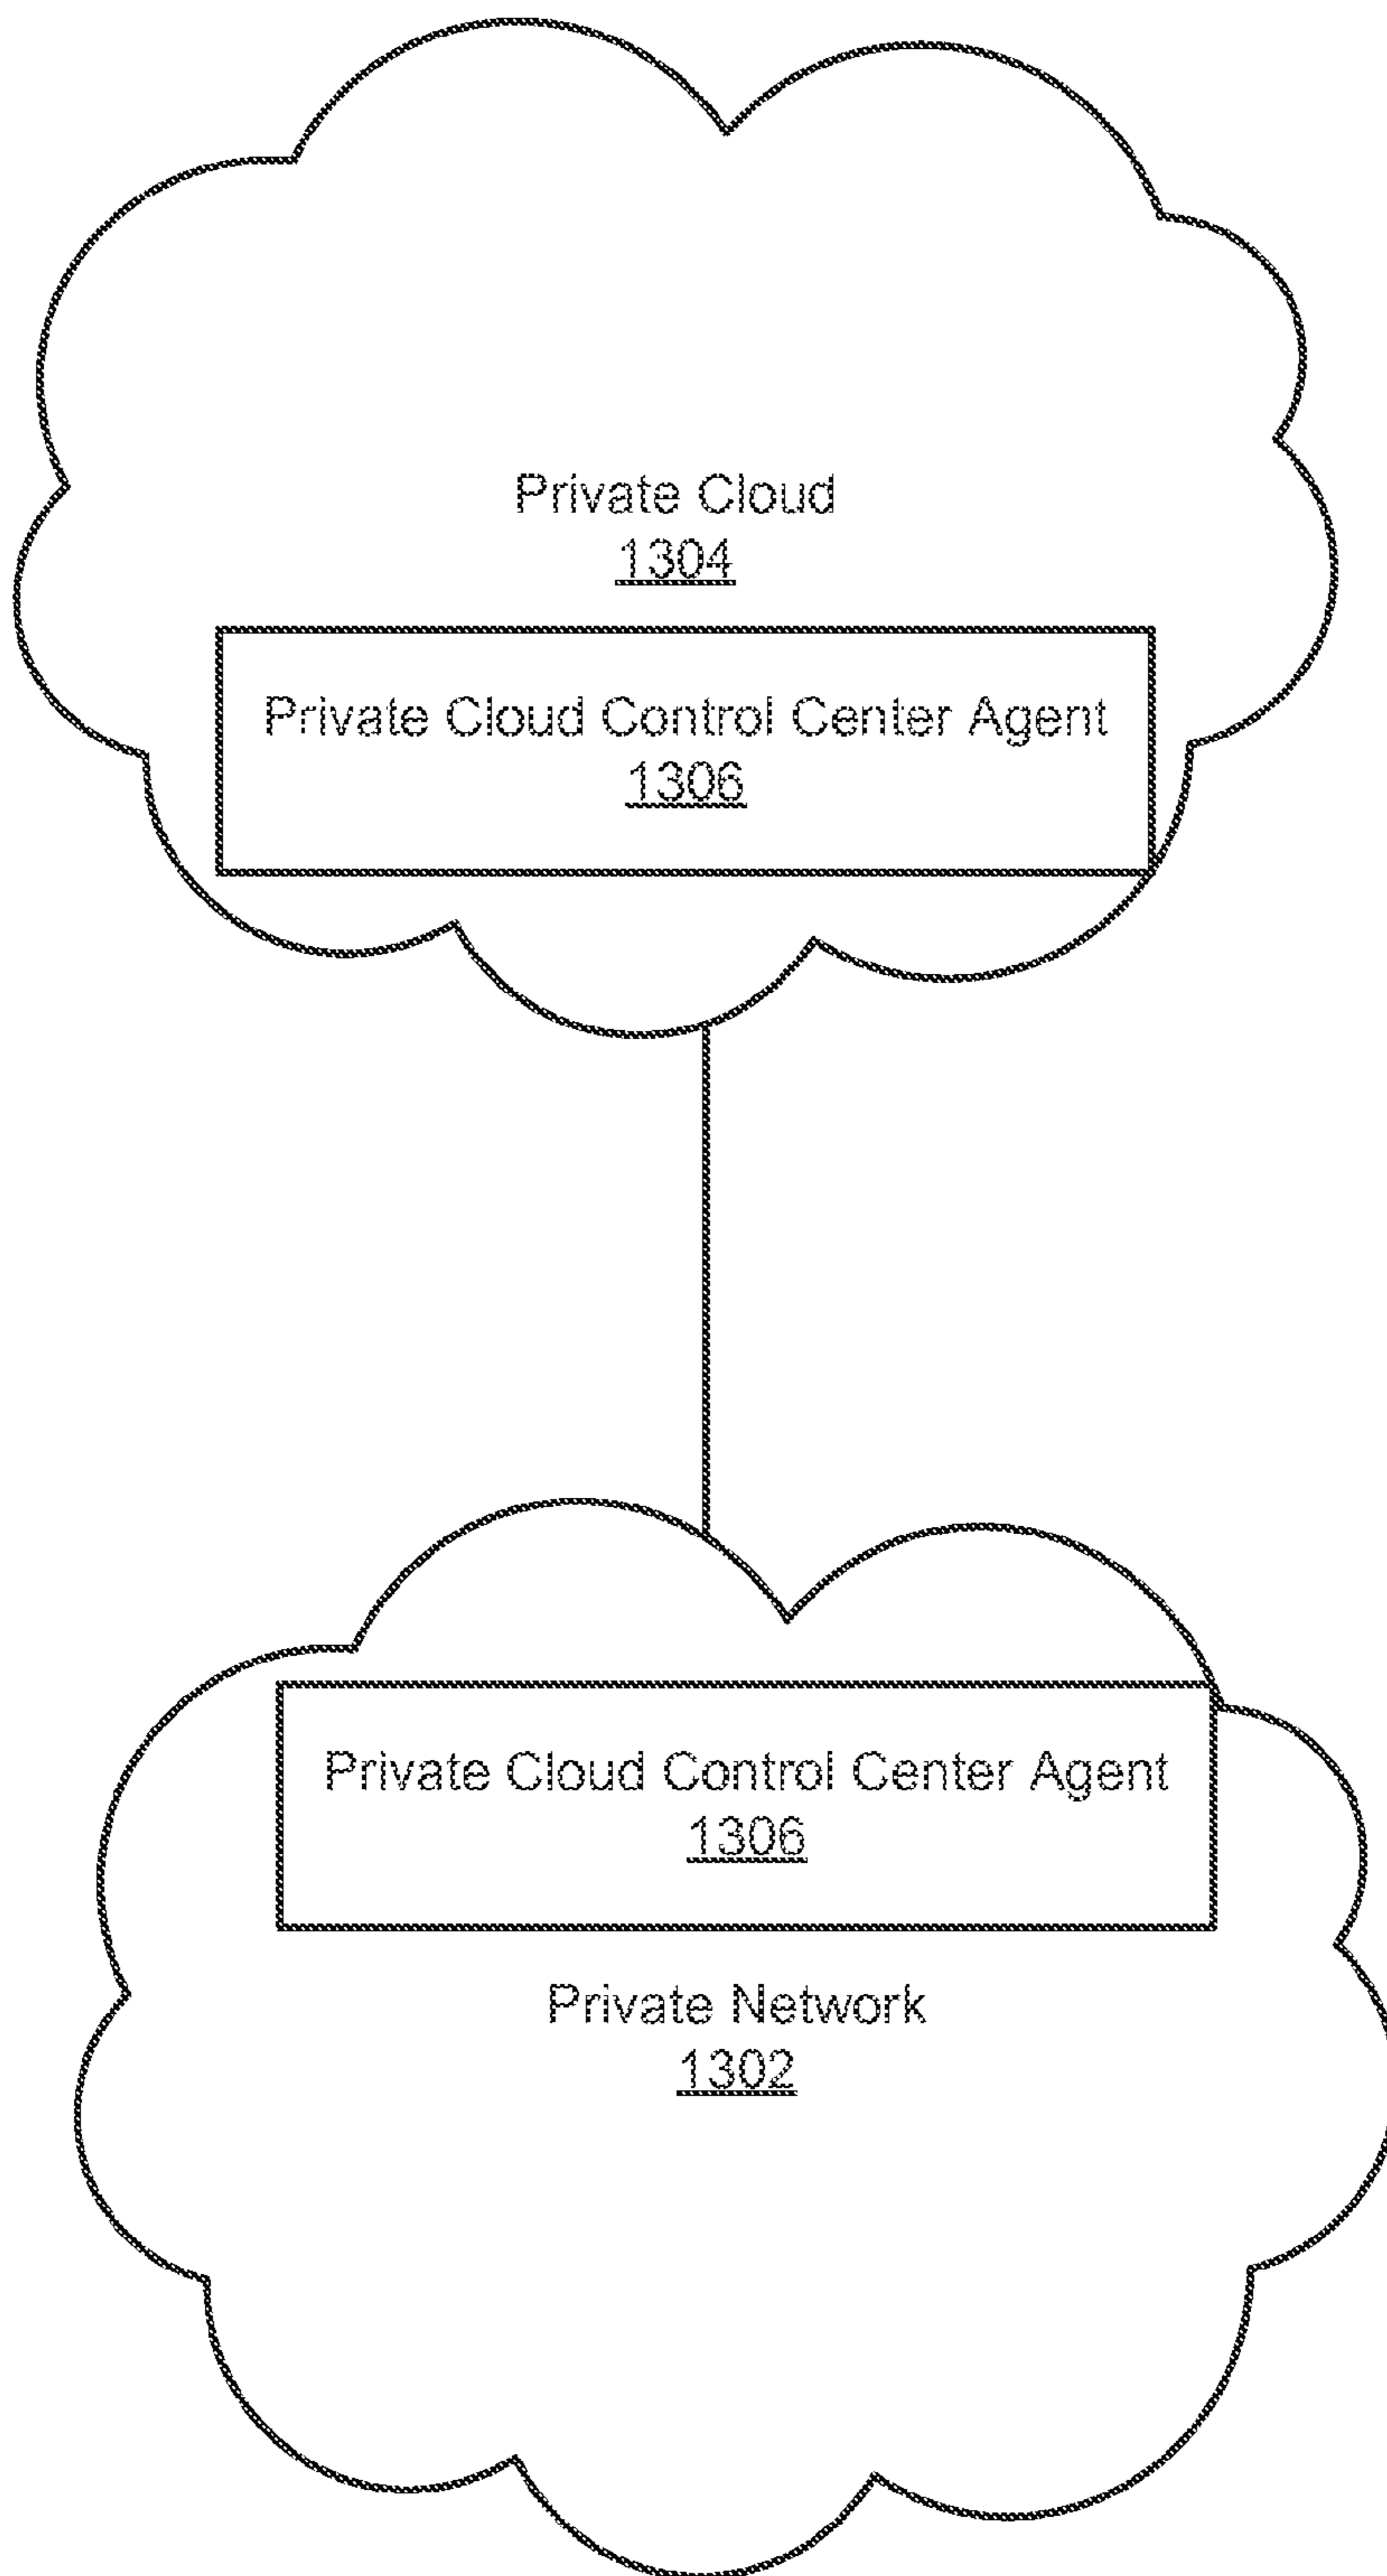 Private Cloud
1304
Private Cloud Control Center Agent
1306
Private Cloud Control Center Agent
1306
Private Network
1302